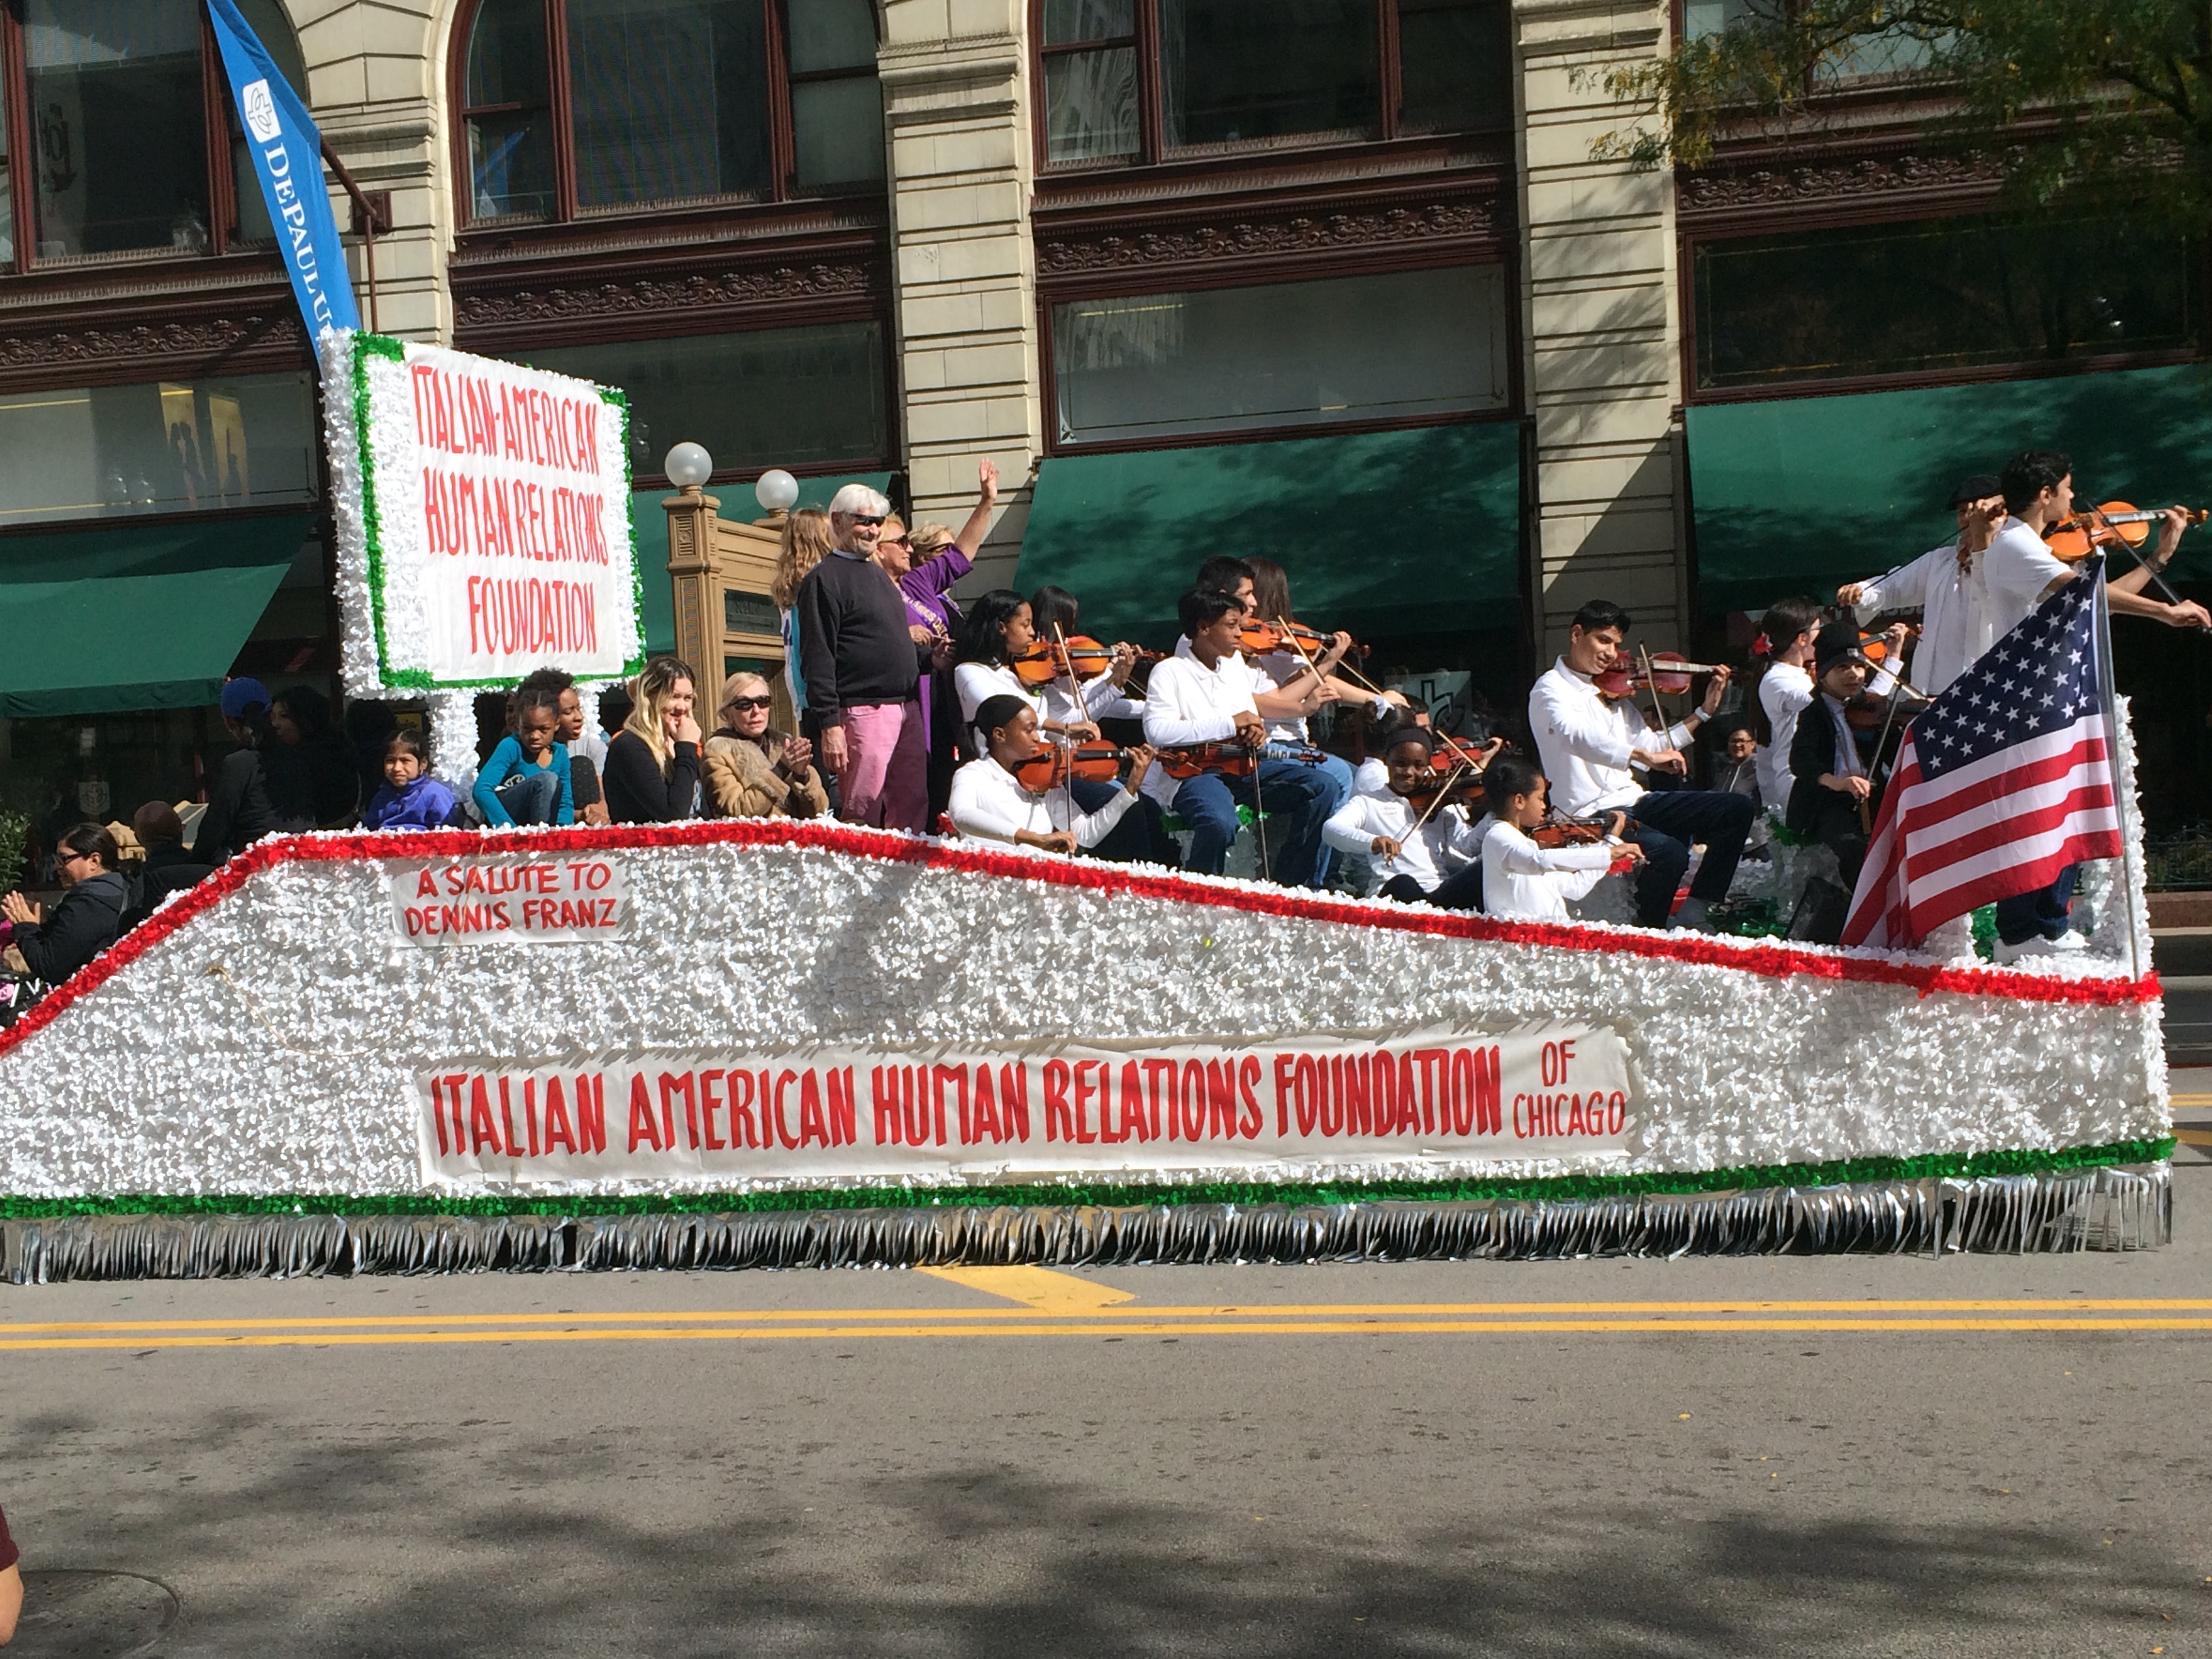 DEPAUL U
ITALIAN-AMERICAN
HUMAN RELATIONS
FOUNDATION
A SALUTE TO
DENNIS FRANZ
ITALIAN AMERICAN HUMAN RELATIONS FOUNDATION OF
CHICAGO